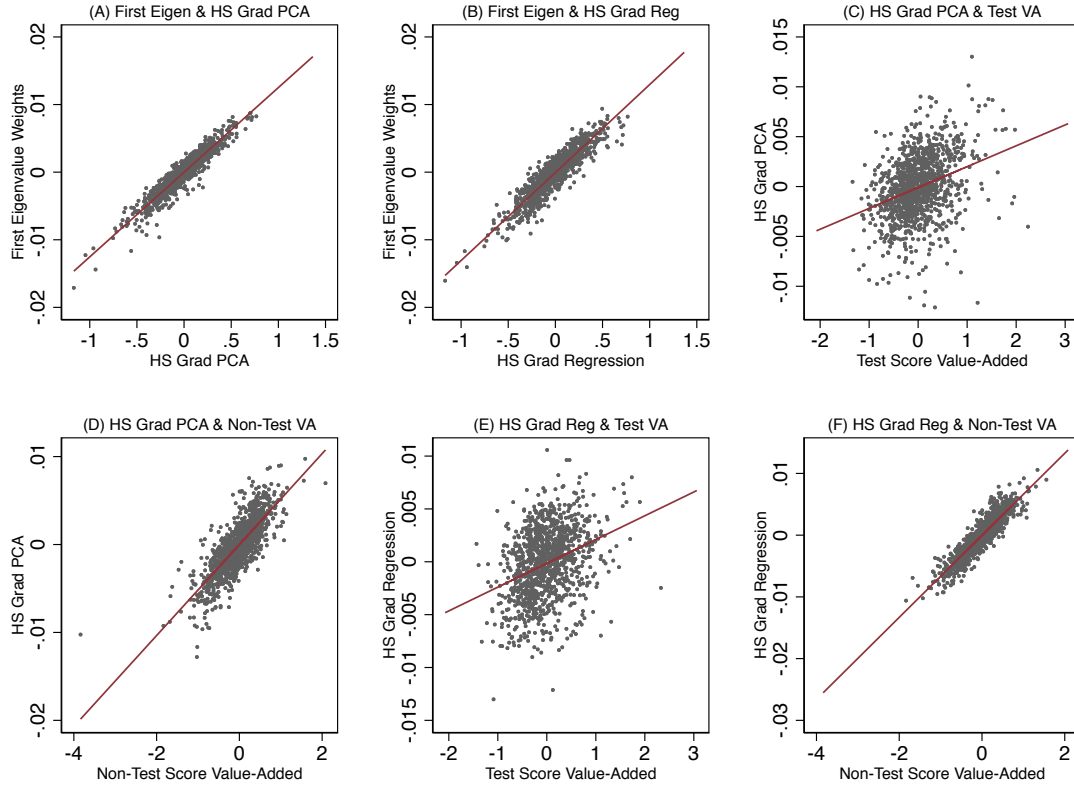 (A) First Eigen & HS Grad PCA
First Eigenvalue Weights
.02
.01
0
-.01
-.02
-1 -.5 0 .5 1 1.5
HS Grad PCA
(B) First Eigen & HS Grad Reg
First Eigenvalue Weights
.02
.01
0
-.01
-.02
-1 -.5 0 .5 1 1.5
HS Grad Regression
(C) HS Grad PCA & Test VA
HS Grad PCA
.015
.01
.005
0
-.005
-.01
-2 -1 0 1 2 3
Test Score Value-Added
(D) HS Grad PCA & Non-Test VA
HS Grad PCA
.01
0
-.01
-.02
-4 -2 0 2
Non-Test Score Value-Added
(E) HS Grad Reg & Test VA
HS Grad Regression
.01
.005
0
-.005
-.01
-.015
-2 -1 0 1 2 3
Test Score Value-Added
(F) HS Grad Reg & Non-Test VA
HS Grad Regression
.01
0
-.01
-.02
-.03
-4 -2 0 2
Non-Test Score Value-Added